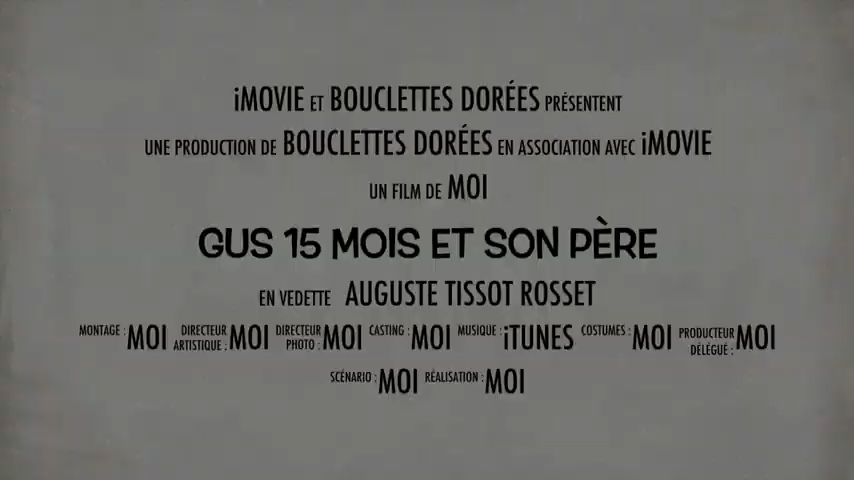 iMOVIE ET BOUCLETTES DORÉES PRÉSENTENT
UNE PRODUCTION DE BOUCLETTES DORÉES EN ASSOCIATION AVEC iMOVIE
UN FILM DE MOI
GUS 15 MOIS ET SON PÈRE
EN VEDETTE AUGUSTE TISSOT ROSSET
MONTAGE : MOI DIRECTEUR ARTISTIQUE : MOI DIRECTEUR PHOTO : MOI CASTING : MOI MUSIQUE : iTUNES COSTUMES : MOI PRODUCTEUR DÉLÉGUÉ : MOI
SCÉNARIO : MOI RÉALISATION : MOI